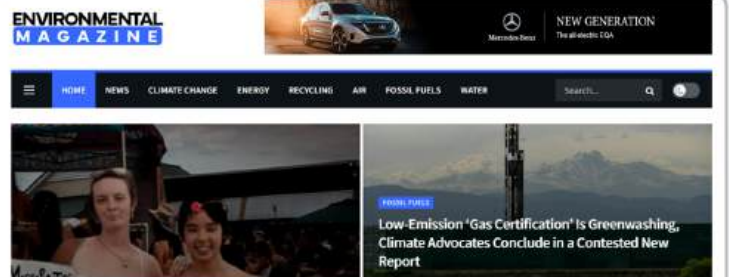 ENVIRONMENTAL
MAGAZINE
Mercedes-Benz
NEW GENERATION
The all-electric EQA
HOME NEWS CLIMATE CHANGE ENERGY RECYCLING AIR FOSSIL FUELS WATER Search...
FOSSIL FUELS
Low-Emission ‘Gas Certification’ Is Greenwashing,
Climate Advocates Conclude in a Contested New
Report